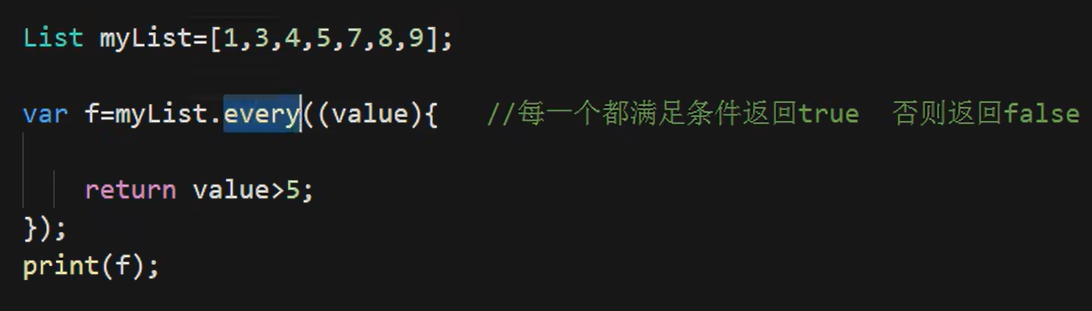 List myList=[1,3,4,5,7,8,9];
var f=myList.every((value){   //每一个都满足条件返回true  否则返回false
    return value>5;
});
print(f);